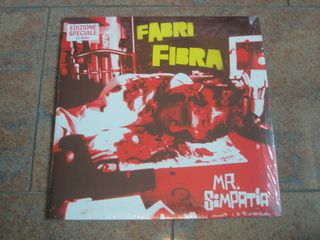 EDIZIONE
SPECIALE
FABRI
FIBRA
MR.
SiMPATiA